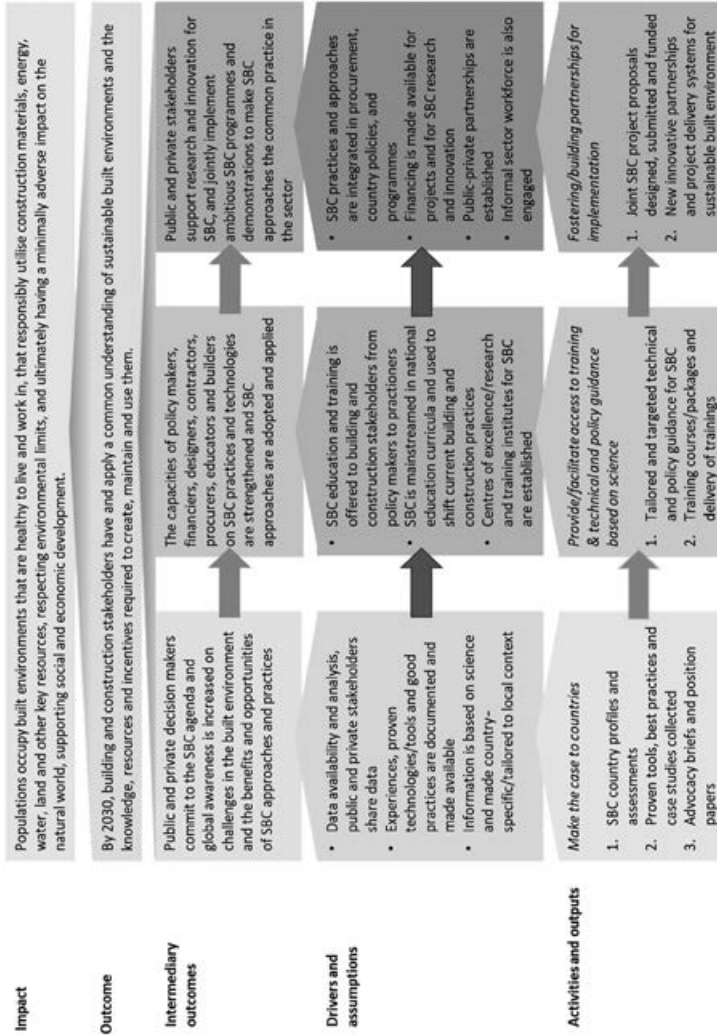 Impact
Populations occupy built environments that are healthy to live and work in, that responsibly utilise construction materials, energy,
water, land and other key resources, respecting environmental limits, and ultimately having a minimally adverse impact on the
natural world, supporting social and economic development.
Outcome
By 2030, building and construction stakeholders have and apply a common understanding of sustainable built environments and the
knowledge, resources and incentives required to create, maintain and use them.
Intermediary
outcomes
Public and private decision makers
commit to the SBC agenda and
global awareness is increased on
challenges in the built environment
and the benefits and opportunities
of SBC approaches and practices
The capacities of policy makers,
financiers, designers, contractors,
procurers, educators and builders
on SBC practices and technologies
are strengthened and SBC
approaches are adopted and applied
Public and private stakeholders
support research and innovation for
SBC, and jointly implement
ambitious SBC programmes and
demonstrations to make SBC
approaches the common practice in
the sector
Drivers and
assumptions
• Data availability and analysis,
public and private stakeholders
share data
• Experiences, proven
technologies/tools and good
practices are documented and
made available
• Information is based on science
and made country–
specific/tailored to local context
• SBC education and training is
offered to building and
construction stakeholders from
policy makers to practioners
• SBC is mainstreamed in national
education curricula and used to
shift current building and
construction practices
• Centres of excellence/research
and training institutes for SBC
are established
• SBC practices and approaches
are integrated in procurement,
country policies, and
programmes
• Financing is made available for
projects and for SBC research
and innovation
• Public-private partnerships are
established
• Informal sector workforce is also
engaged
Activities and outputs
Make the case to countries
1. SBC country profiles and
assessments
2. Proven tools, best practices and
case studies collected
3. Advocacy briefs and position
papers
Provide/facilitate access to training
& technical and policy guidance
based on science
1. Tailored and targeted technical
and policy guidance for SBC
2. Training courses/packages and
delivery of trainings
Fostering/building partnerships for
implementation
1. Joint SBC project proposals
designed, submitted and funded
2. New innovative partnerships
and project delivery systems for
sustainable built environment